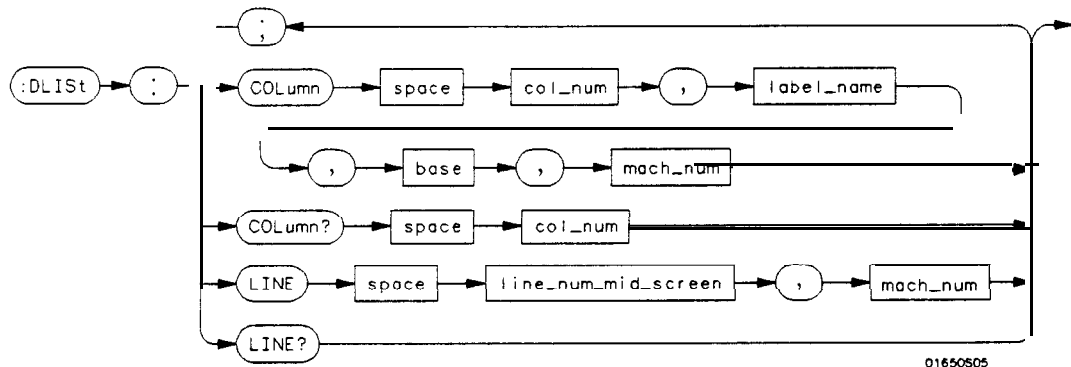 ;
:DLISt : COLumn space col_num , label_name
, base , mach_num
COLumn? space col_num
LINE space line_num_mid_screen , mach_num
LINE?
01650S05